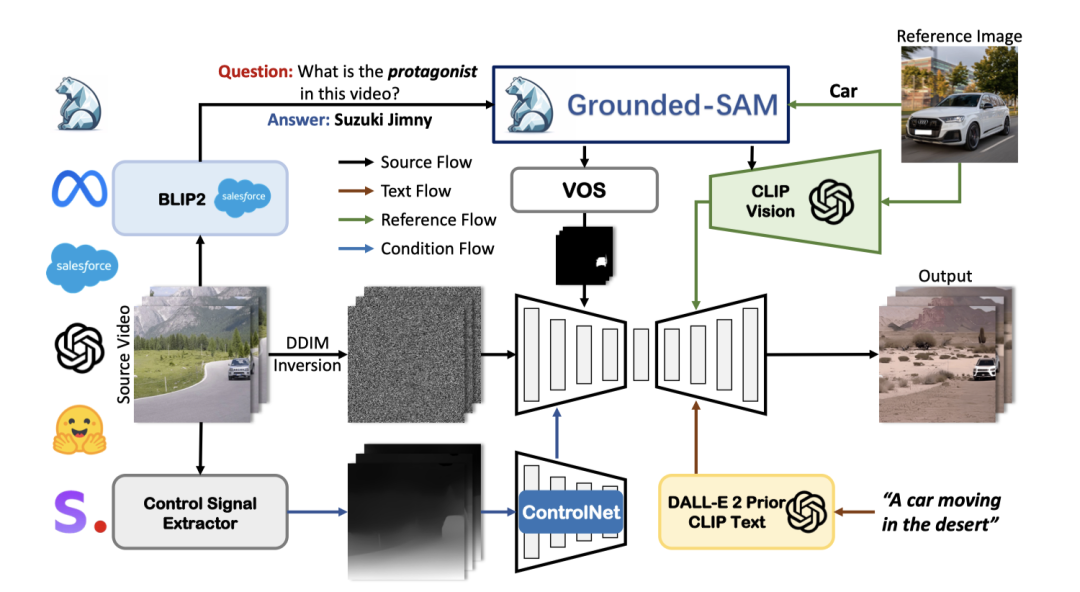 Reference Image
Question: What is the protagonist
in this video?
Answer: Suzuki Jimny
Grounded-SAM
Car
Source Flow
Text Flow
Reference Flow
Condition Flow
BLIP2
salesforce
VOS
CLIP
Vision
salesforce
Source Video
DDIM
Inversion
Output
Control Signal
Extractor
ControlNet
DALL-E 2 Prior
CLIP Text
“A car moving
in the desert”
S.